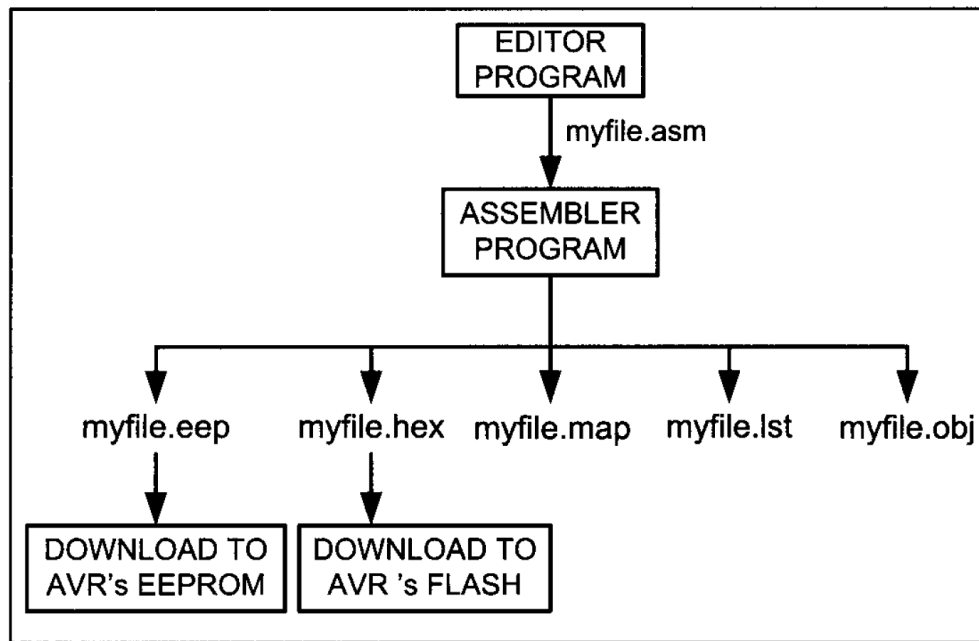 EDITOR
PROGRAM
myfile.asm
ASSEMBLER
PROGRAM
myfile.eep
myfile.hex
myfile.map
myfile.lst
myfile.obj
DOWNLOAD TO
AVR's EEPROM
DOWNLOAD TO
AVR 's FLASH